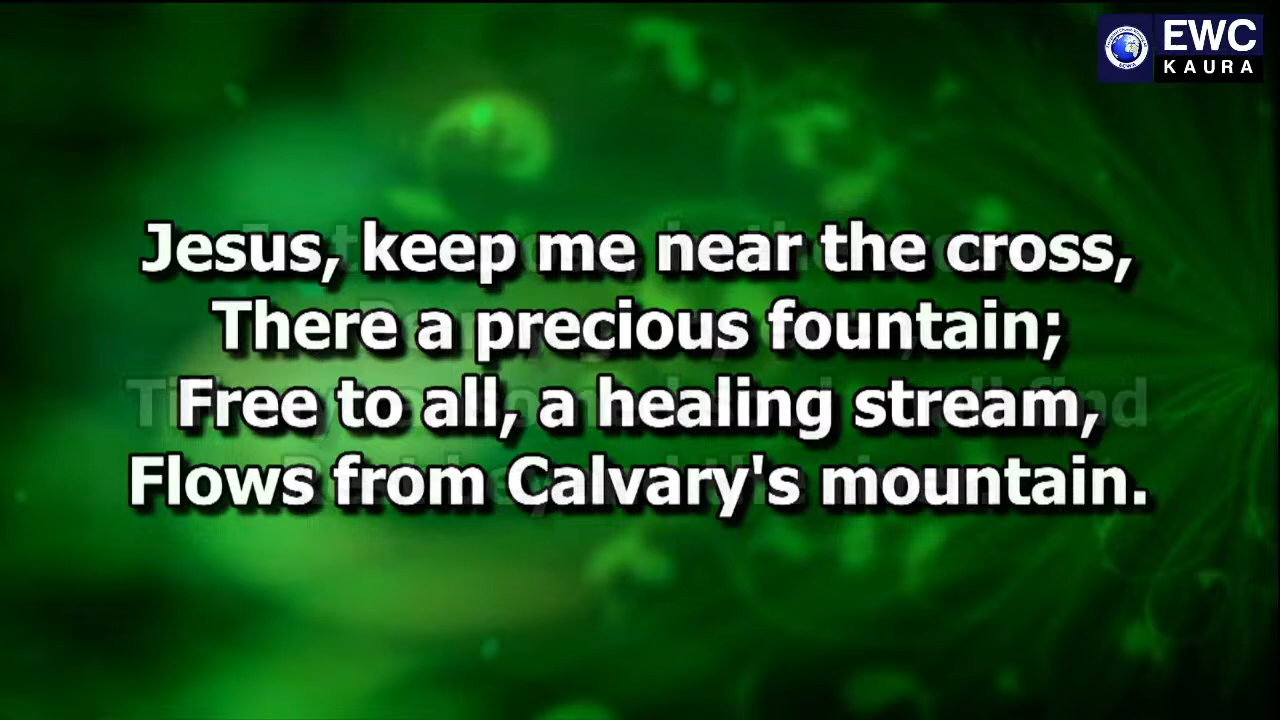 EWC
KAURA
Jesus, keep me near the cross,
There a precious fountain;
Free to all, a healing stream,
Flows from Calvary's mountain.